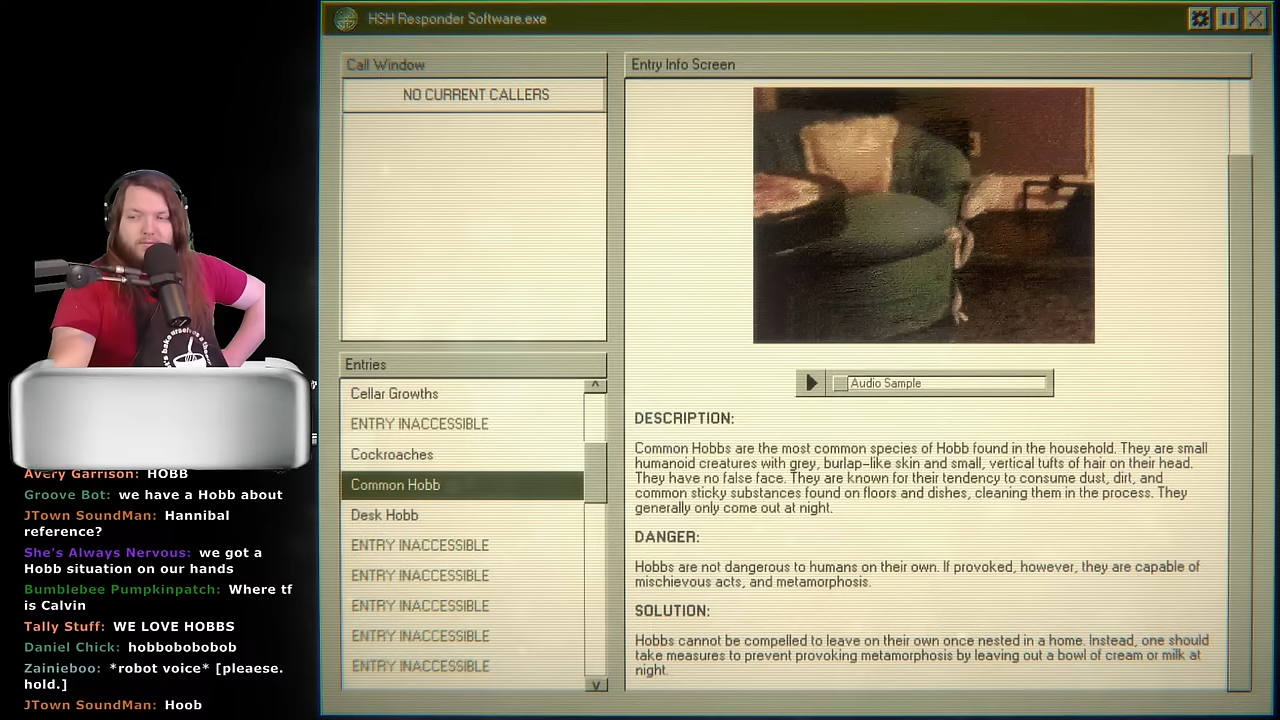 HSH Responder Software.exe
Call Window
NO CURRENT CALLERS
Entries
Cellar Growths
ENTRY INACCESSIBLE
Cockroaches
Common Hobb
Desk Hobb
ENTRY INACCESSIBLE
ENTRY INACCESSIBLE
ENTRY INACCESSIBLE
ENTRY INACCESSIBLE
ENTRY INACCESSIBLE
Entry Info Screen
Audio Sample
DESCRIPTION:
Common Hobbs are the most common species of Hobb found in the household. They are small
humanoid creatures with grey, burlap-like skin and small, vertical tufts of hair on their head.
They have no false face. They are known for their tendency to consume dust, dirt, and
common sticky substances found on floors and dishes, cleaning them in the process. They
generally only come out at night.
DANGER:
Hobbs are not dangerous to humans on their own. If provoked, however, they are capable of
mischievous acts, and metamorphosis.
SOLUTION:
Hobbs cannot be compelled to leave on their own once nested in a home. Instead, one should
take measures to prevent provoking metamorphosis by leaving out a bowl of cream or milk at
night.
Avery Garrison: HOBB
Groove Bot: we have a Hobb about
JTown SoundMan: Hannibal
reference?
She's Always Nervous: we got a
Hobb situation on our hands
Bumblebee Pumpkinpatch: Where tf
is Calvin
Tally Stuff: WE LOVE HOBBS
Daniel Chick: hobbobobobob
Zainieboo: *robot voice* [pleaese.
hold.]
JTown SoundMan: Hoob